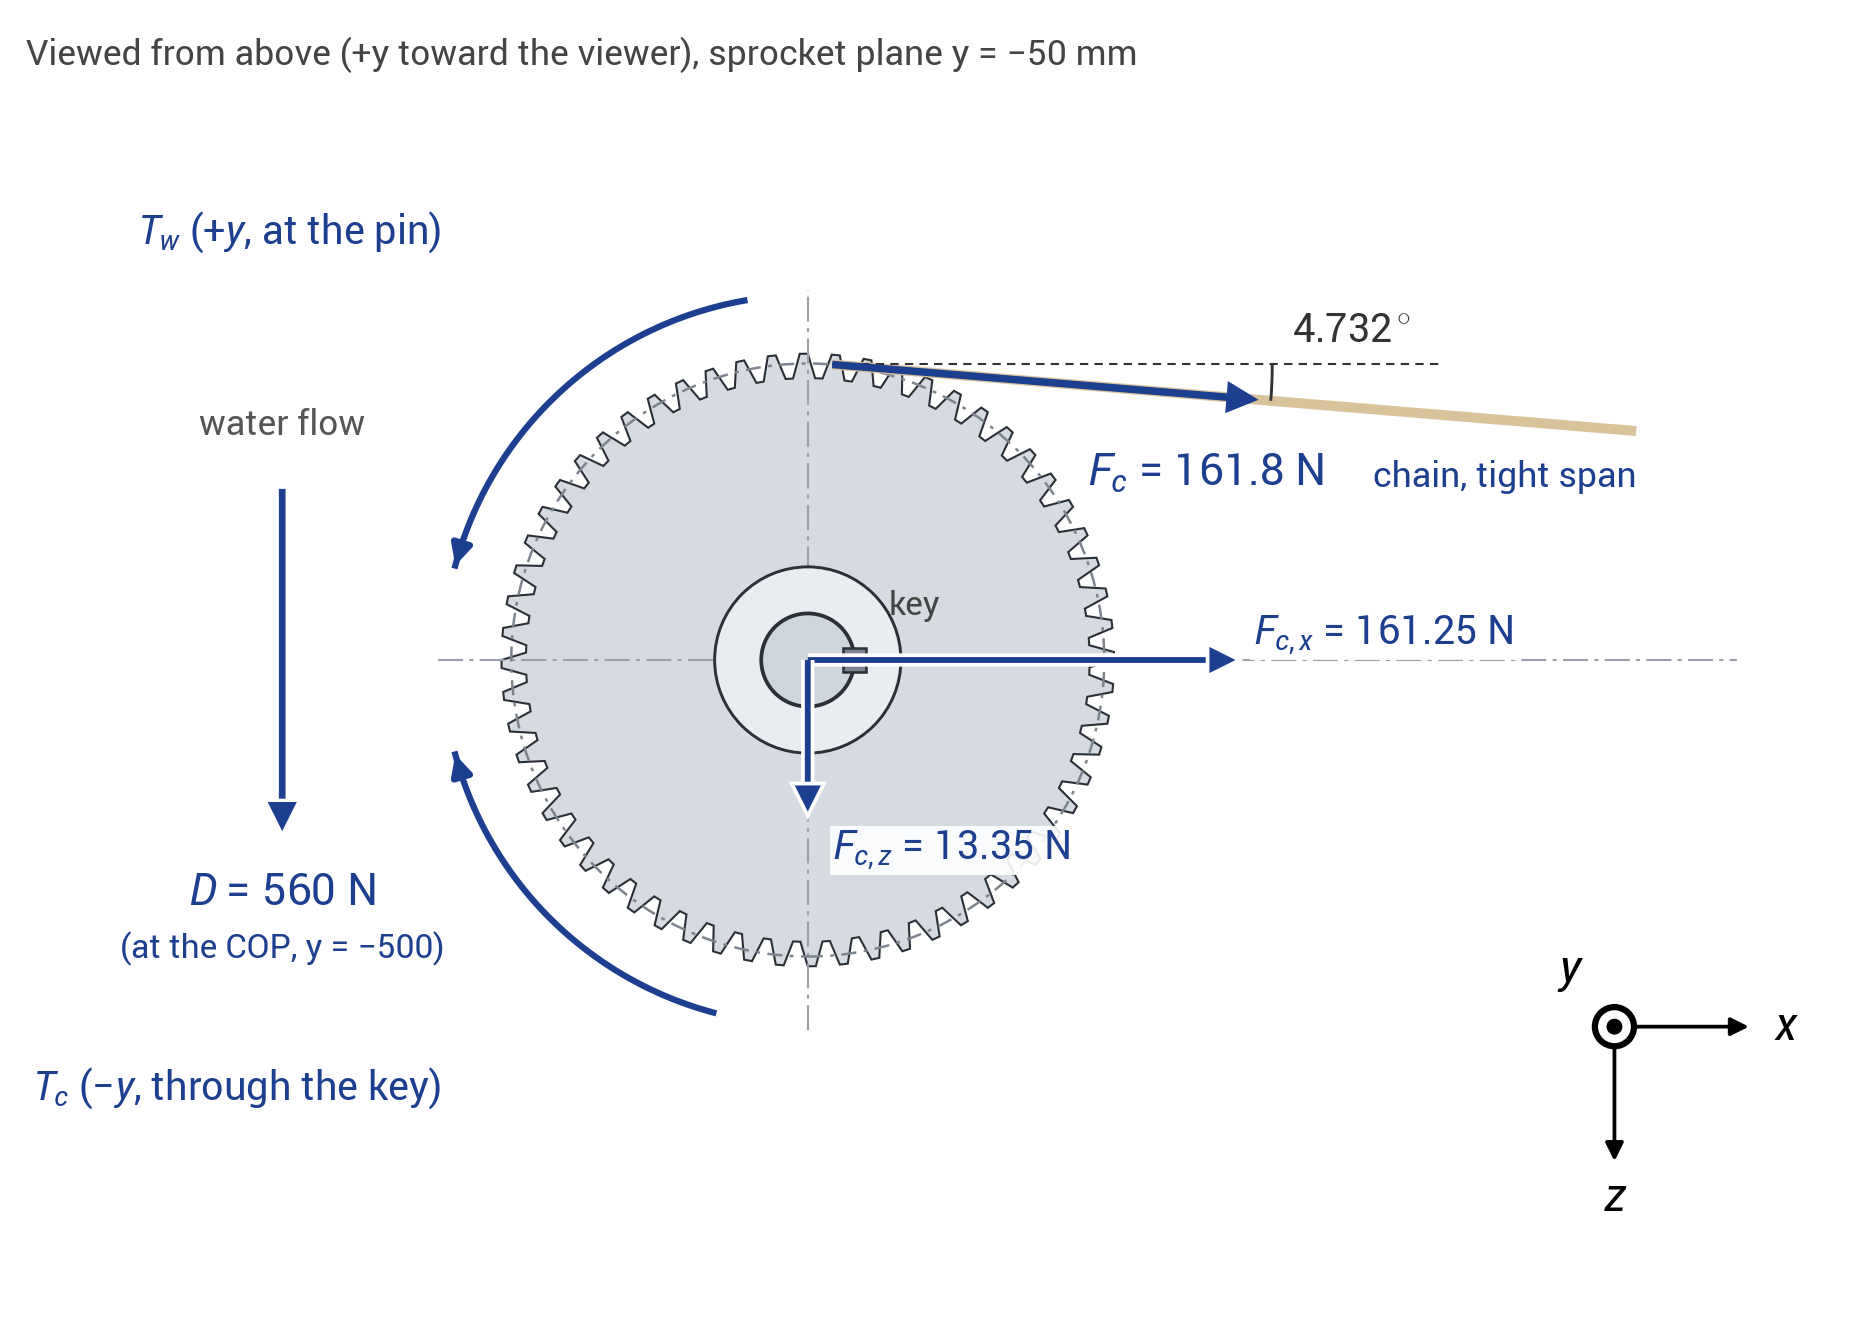 Viewed from above (+y toward the viewer), sprocket plane y = −50 mm
T_w (+y, at the pin)
4.732°
water flow
F_c = 161.8 N
chain, tight span
key
F_{c,x} = 161.25 N
F_{c,z} = 13.35 N
D = 560 N
(at the COP, y = −500)
y
x
T_c (−y, through the key)
z